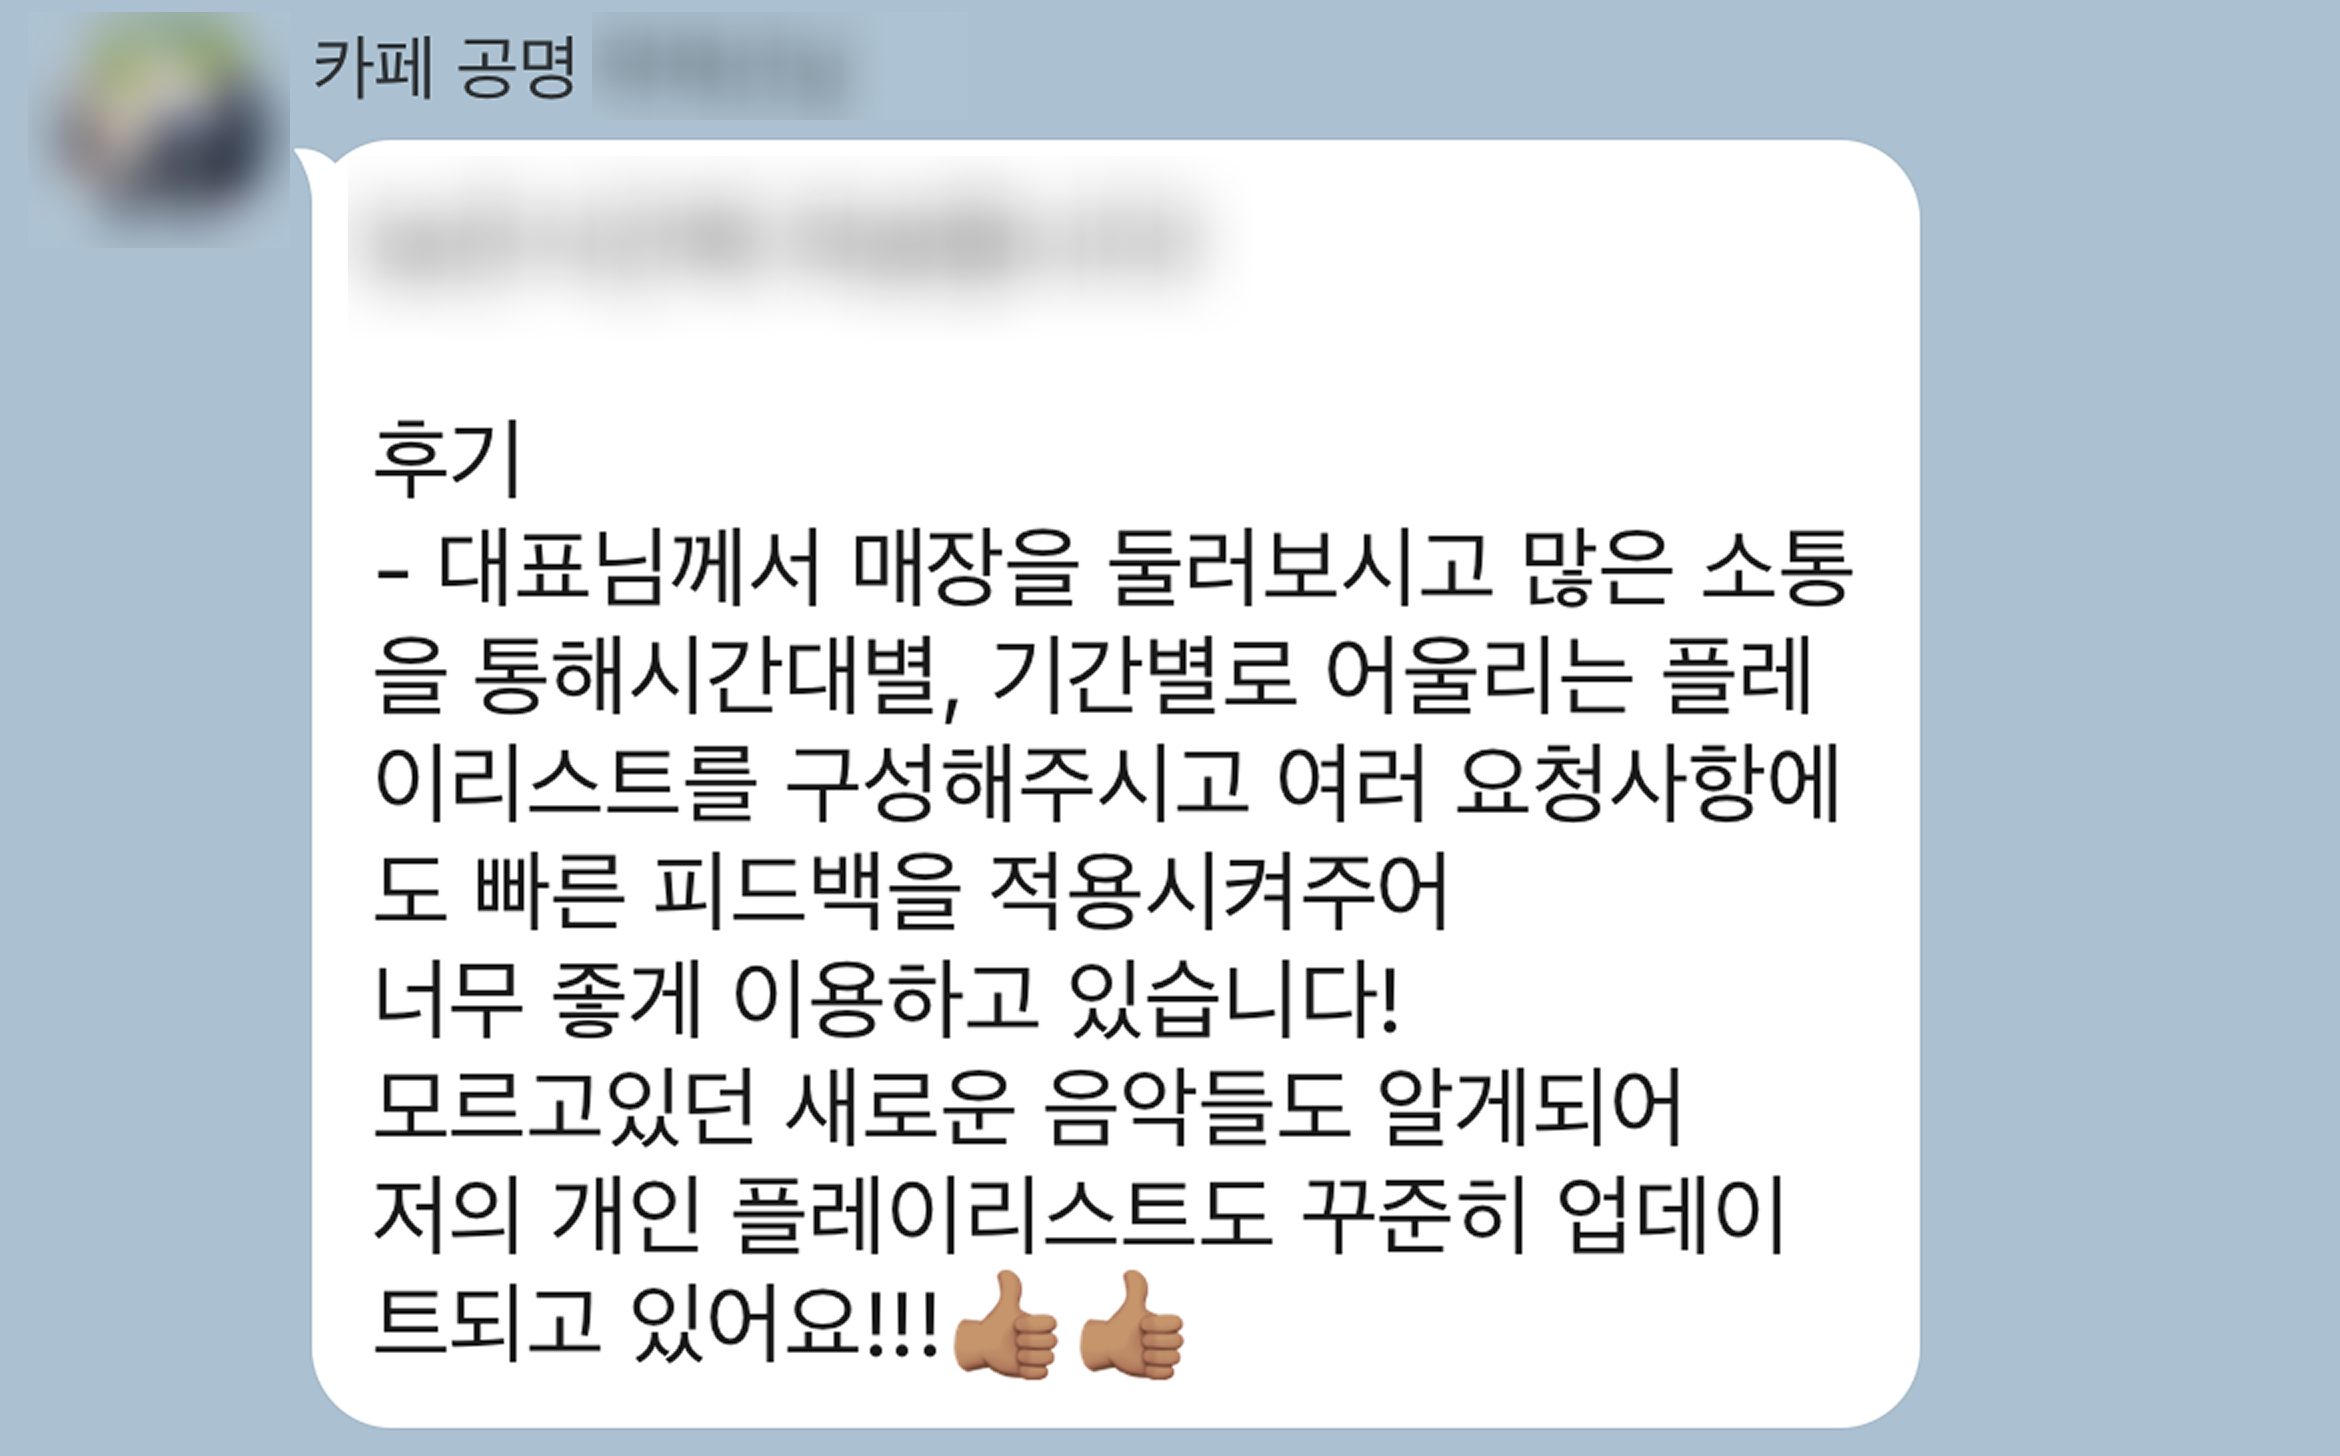 카페 공명
후기
- 대표님께서 매장을 둘러보시고 많은 소통
을 통해시간대별, 기간별로 어울리는 플레
이리스트를 구성해주시고 여러 요청사항에
도 빠른 피드백을 적용시켜주어
너무 좋게 이용하고 있습니다!
모르고있던 새로운 음악들도 알게되어
저의 개인 플레이리스트도 꾸준히 업데이
트되고 있어요!!!👍🏽👍🏽